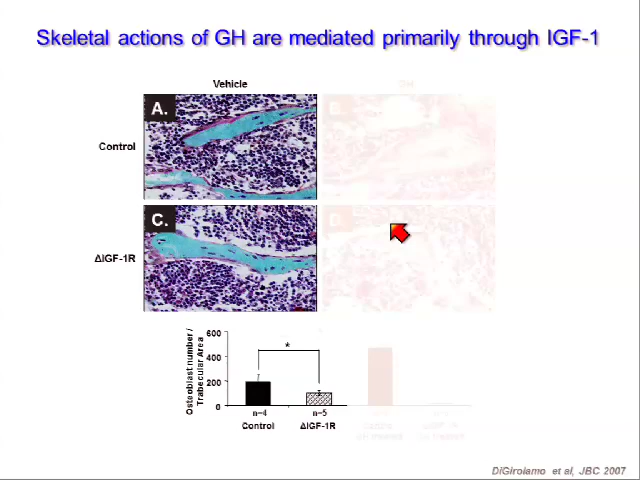 Skeletal actions of GH are mediated primarily through IGF-1
Vehicle
GH
A.
B.
Control
C.
D.
ΔIGF-1R
Osteoblast number /
Trabecular Area
600
400
200
0
*
n=4
n=5
Control
ΔIGF-1R
DiGirolamo et al, JBC 2007